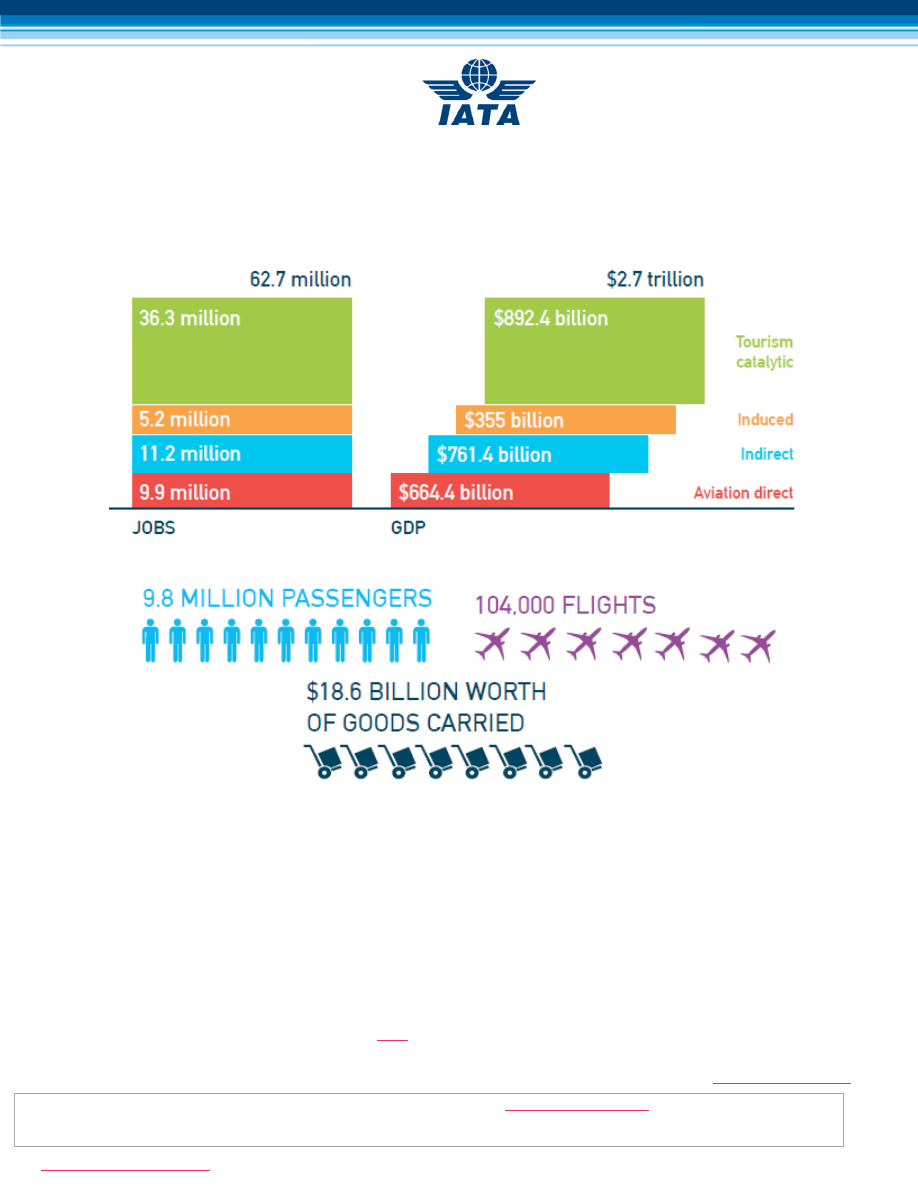 IATA
62.7 million
$2.7 trillion
36.3 million
$892.4 billion
Tourism
catalytic
5.2 million
$355 billion
Induced
11.2 million
$761.4 billion
Indirect
9.9 million
$664.4 billion
Aviation direct
JOBS
GDP
9.8 MILLION PASSENGERS
104,000 FLIGHTS
$18.6 BILLION WORTH
OF GOODS CARRIED